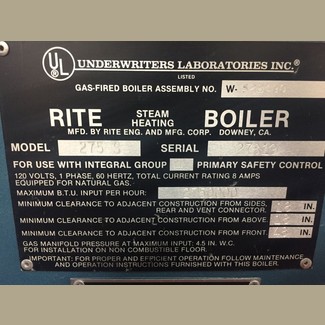 UL
UNDERWRITERS LABORATORIES INC.®
LISTED
GAS-FIRED BOILER ASSEMBLY NO. W-
RITE STEAM HEATING BOILER
MFD. BY RITE ENG. AND MFG. CORP. DOWNEY, CA.
MODEL 275 S SERIAL
FOR USE WITH INTEGRAL GROUP PRIMARY SAFETY CONTROL
120 VOLTS, 1 PHASE, 60 HERTZ, TOTAL CURRENT RATING 8 AMPS
EQUIPPED FOR NATURAL GAS.
MAXIMUM B.T.U. INPUT PER HOUR:
MINIMUM CLEARANCE TO ADJACENT CONSTRUCTION FROM SIDES, IN.
REAR AND VENT CONNECTOR.
MINIMUM CLEARANCE TO ADJACENT CONSTRUCTION FROM ABOVE IN.
MINIMUM CLEARANCE TO ADJACENT CONSTRUCTION FROM FRONT IN.
GAS MANIFOLD PRESSURE AT MAXIMUM INPUT: 4.5 IN. W.C.
FOR INSTALLATION ON NON COMBUSTIBLE FLOOR.
IMPORTANT: FOR PROPER AND EFFICIENT OPERATION FOLLOW MAINTENANCE
AND OPERATION INSTRUCTIONS FURNISHED WITH THIS BOILER.